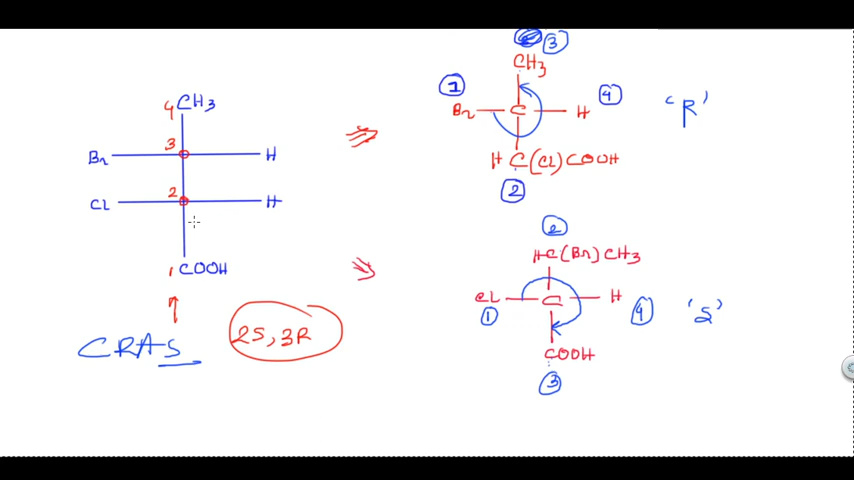 4 CH3
3
Br H
2
Cl H
1 COOH
CRAS
2S, 3R
3
CH3
1 4
Br C H
'R'
H C (Cl) COOH
2
2
HC (Br) CH3
CL C H
1 4
'S'
COOH
3